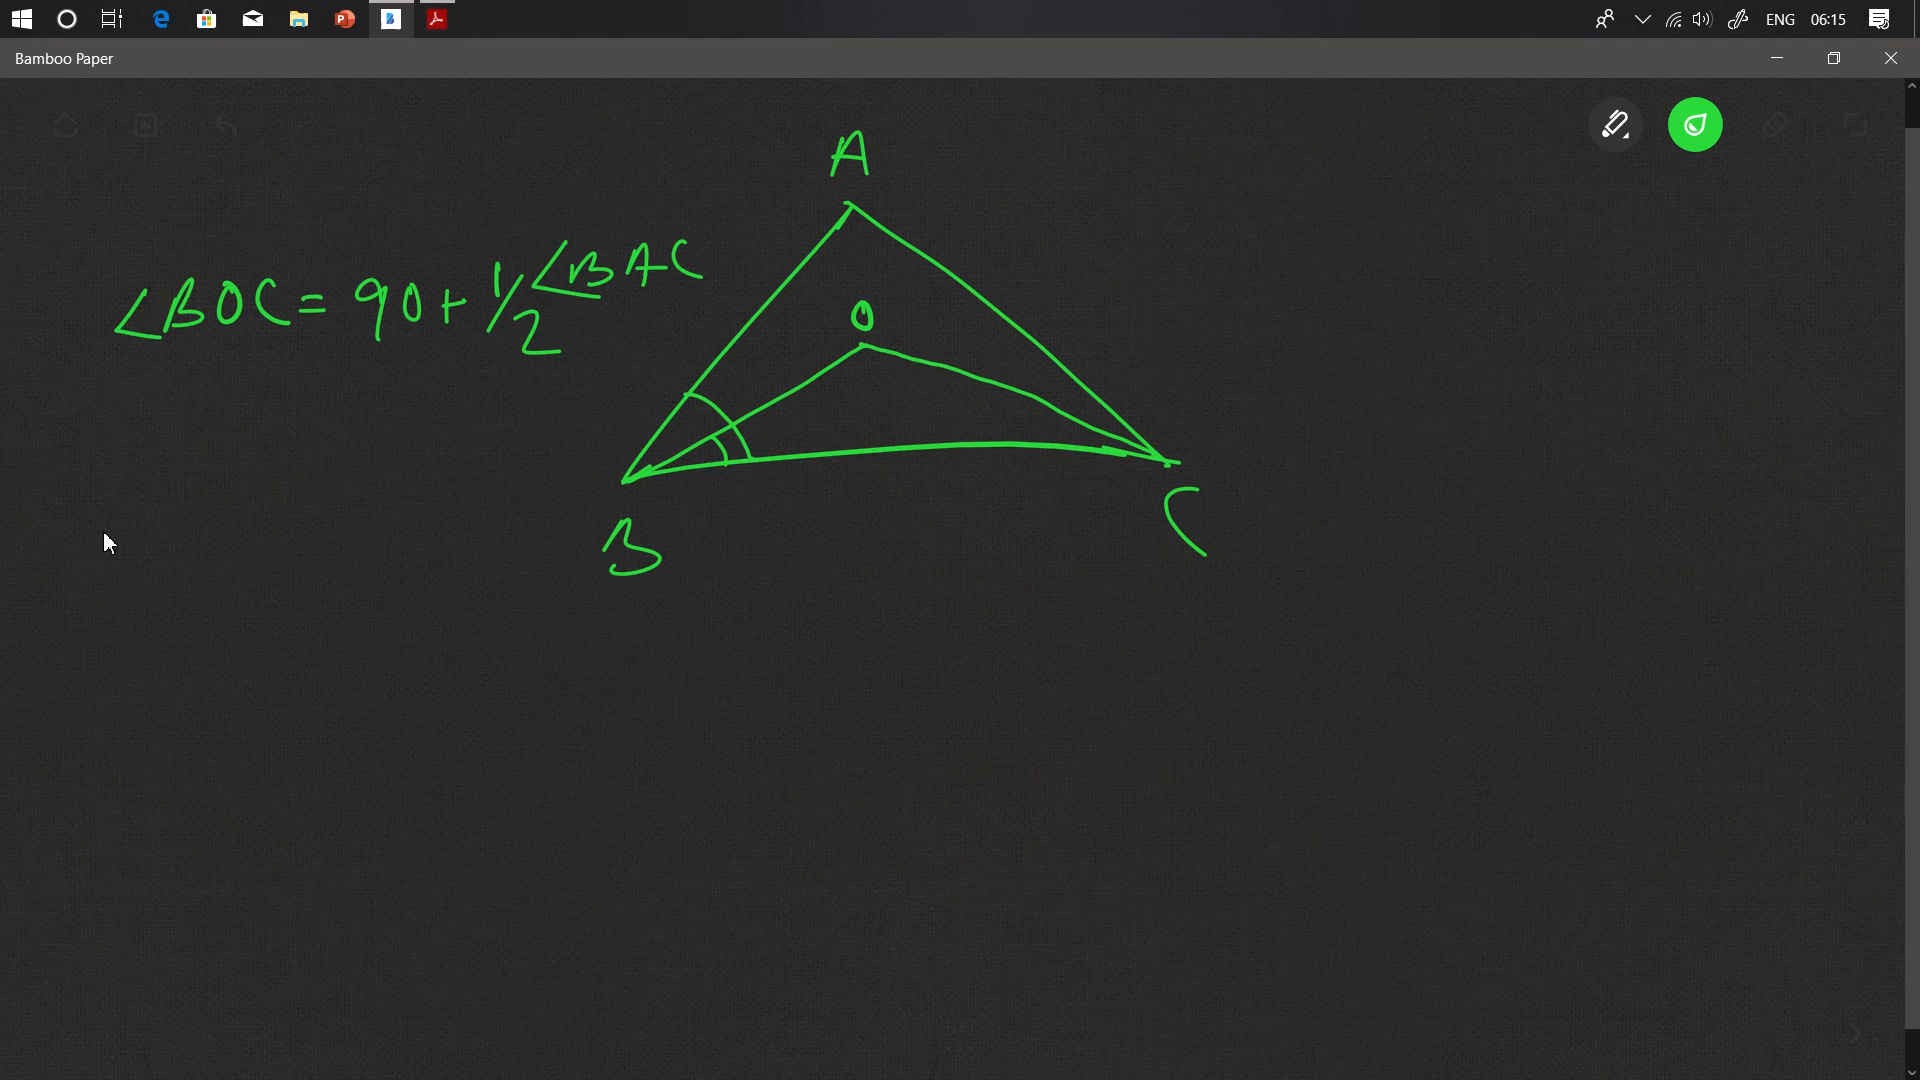 ENG 06:15
Bamboo Paper
A
∠BOC = 90 + 1/2 ∠BAC
O
B
C